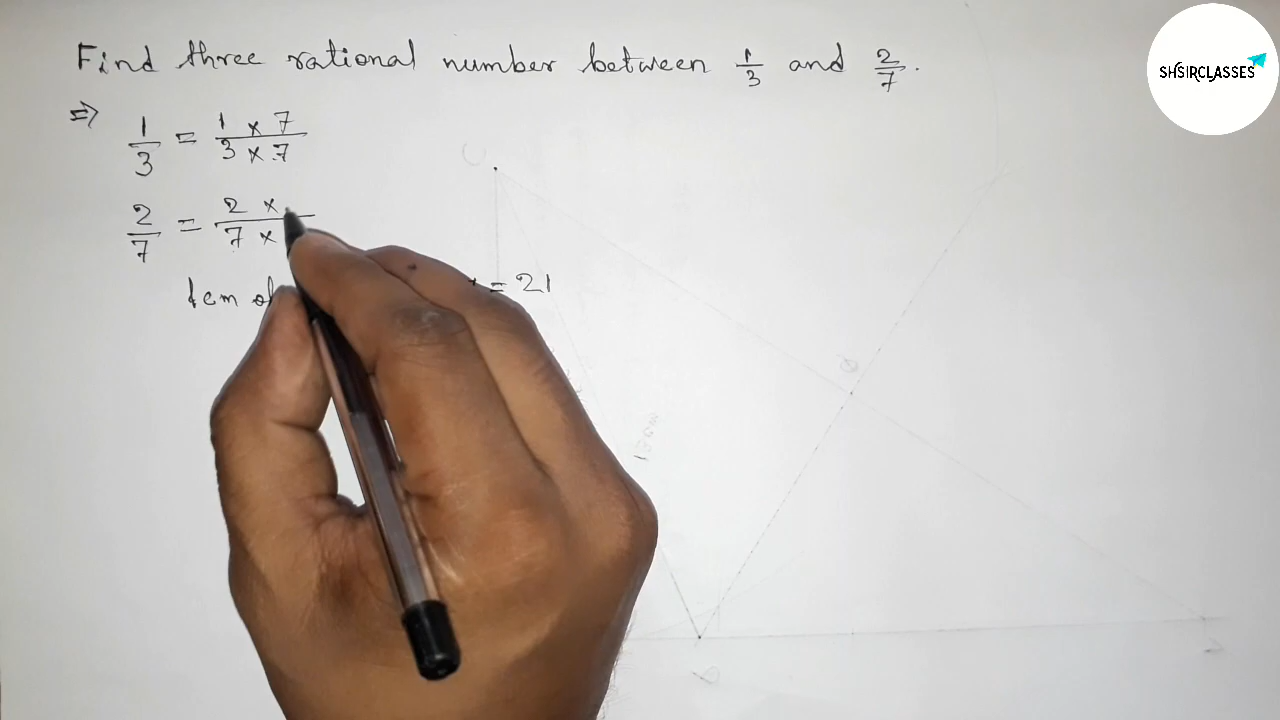 Find three rational number between 1/3 and 2/7.
SHSIRCLASSES
⇒ 1/3 = 1 × 7 / 3 × 7
2/7 = 2 × / 7 ×
lcm of = 21